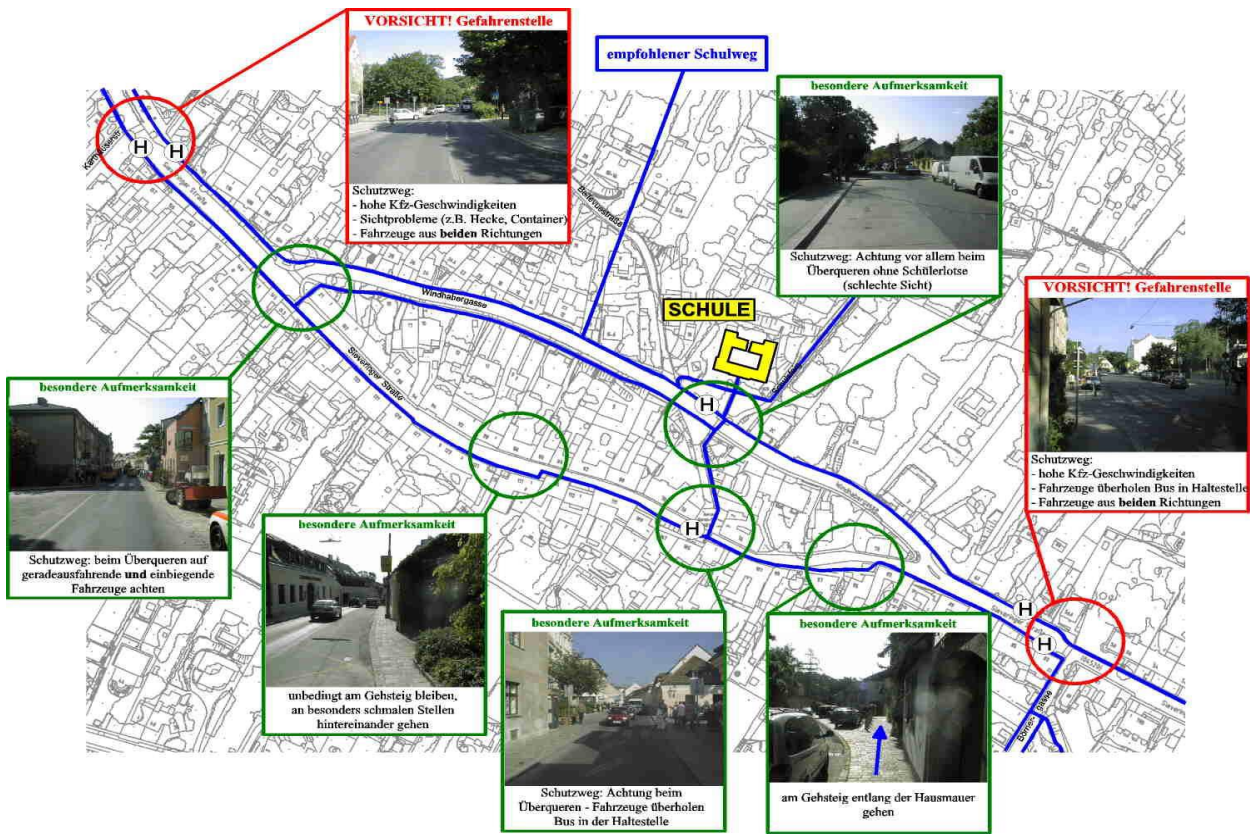 VORSICHT! Gefahrenstelle
Schutzweg:
- hohe Kfz-Geschwindigkeiten
- Sichtprobleme (z.B. Hecke, Container)
- Fahrzeuge aus beiden Richtungen
empfohlener Schulweg
besondere Aufmerksamkeit
Schutzweg: Achtung vor allem beim
Überqueren ohne Schülerlotse
(schlechte Sicht)
VORSICHT! Gefahrenstelle
Schutzweg:
- hohe Kfz-Geschwindigkeiten
- Fahrzeuge überholen Bus in Haltestelle
- Fahrzeuge aus beiden Richtungen
H
H
Bellevuestraße
Windhabergasse
SCHULE
Sieveringer Straße
H
H
Windhabergasse
H
H
besondere Aufmerksamkeit
Schutzweg: beim Überqueren auf
geradeausfahrende und einbiegende
Fahrzeuge achten
besondere Aufmerksamkeit
unbedingt am Gehsteig bleiben,
an besonders schmalen Stellen
hintereinander gehen
besondere Aufmerksamkeit
Schutzweg: Achtung beim
Überqueren - Fahrzeuge überholen
Bus in der Haltestelle
besondere Aufmerksamkeit
am Gehsteig entlang der Hausmauer
gehen